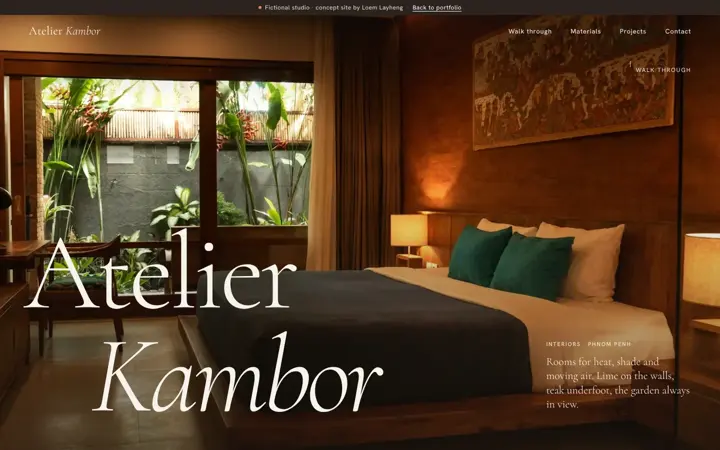 Fictional studio · concept site by Loem Layheng
Back to portfolio
Atelier Kambor
Walk through
Materials
Projects
Contact
WALK THROUGH
Atelier
Kambor
INTERIORS PHNOM PENH
Rooms for heat, shade and
moving air. Lime on the walls,
teak underfoot, the garden always
in view.